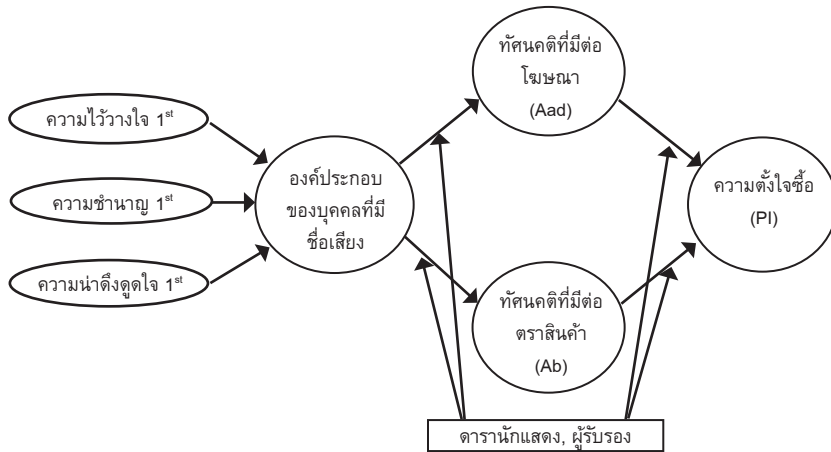 ความไว้วางใจ 1st
ความชำนาญ 1st
ความน่าดึงดูดใจ 1st
องค์ประกอบ
ของบุคคลที่มี
ชื่อเสียง
ทัศนคติที่มีต่อ
โฆษณา
(Aad)
ทัศนคติที่มีต่อ
ตราสินค้า
(Ab)
ความตั้งใจซื้อ
(PI)
ดารานักแสดง, ผู้รับรอง